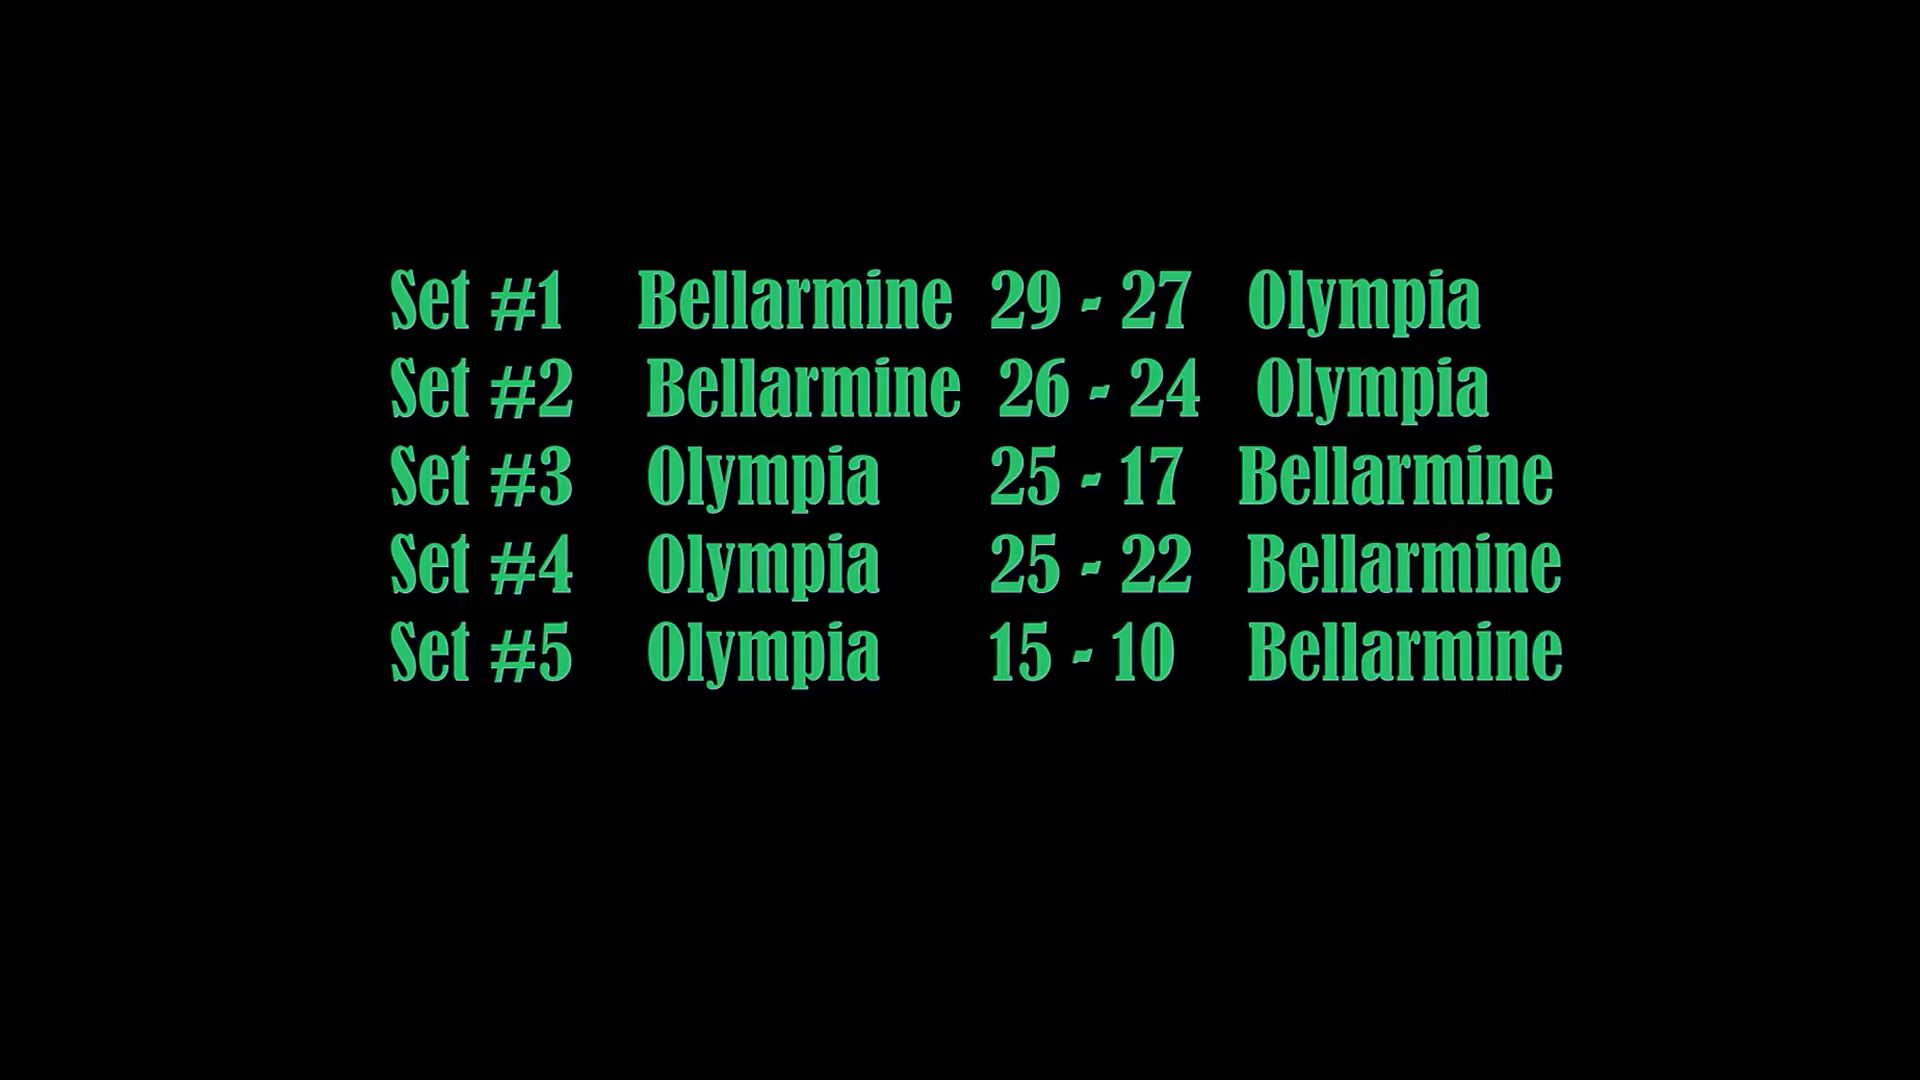 Set #1 Bellarmine 29 - 27 Olympia
Set #2 Bellarmine 26 - 24 Olympia
Set #3 Olympia 25 - 17 Bellarmine
Set #4 Olympia 25 - 22 Bellarmine
Set #5 Olympia 15 - 10 Bellarmine